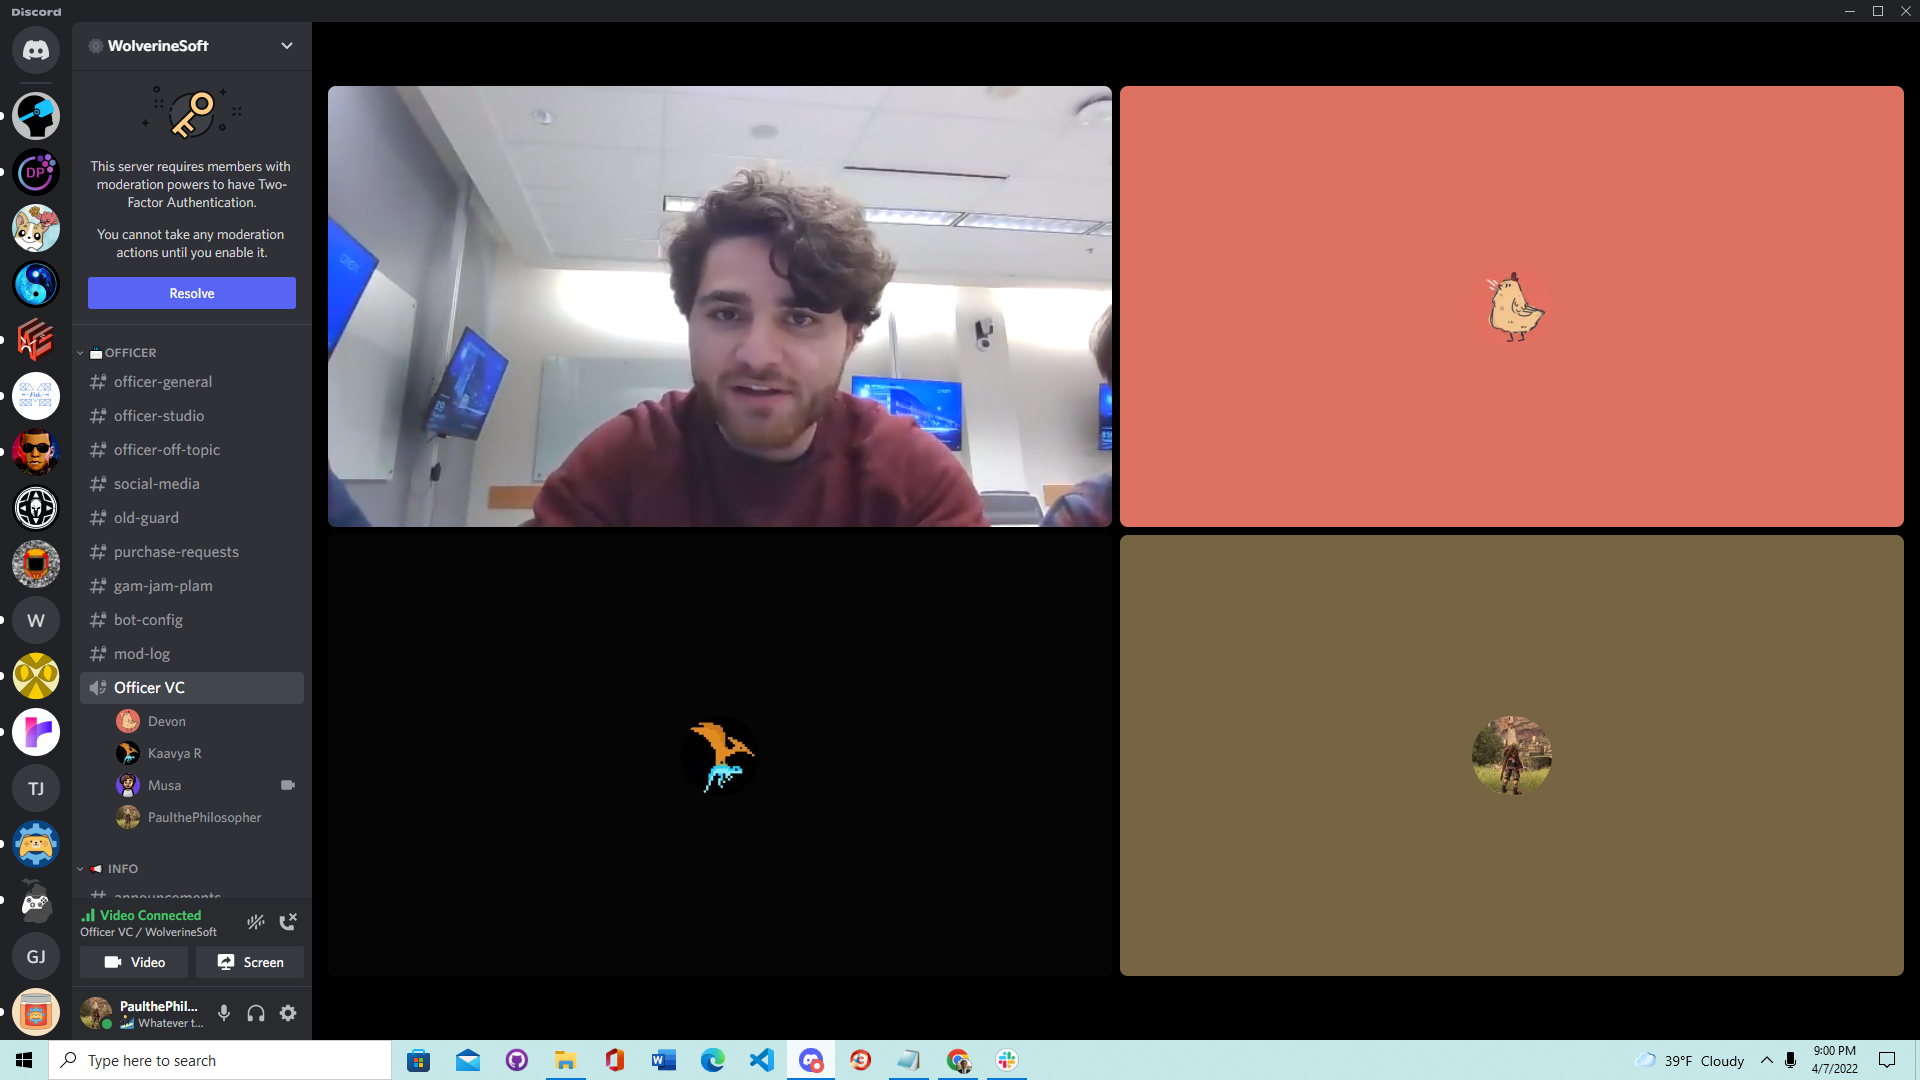 Discord
WolverineSoft
This server requires members with
moderation powers to have Two-
Factor Authentication.
You cannot take any moderation
actions until you enable it.
Resolve
OFFICER
officer-general
officer-studio
officer-off-topic
social-media
old-guard
purchase-requests
gam-jam-plam
bot-config
mod-log
Officer VC
Devon
Kaavya R
Musa
PaulthePhilosopher
INFO
announcements
Video Connected
Officer VC / WolverineSoft
Video
Screen
PaulthePhil...
Whatever t...
DP
W
TJ
GJ
Type here to search
39°F Cloudy
9:00 PM
4/7/2022